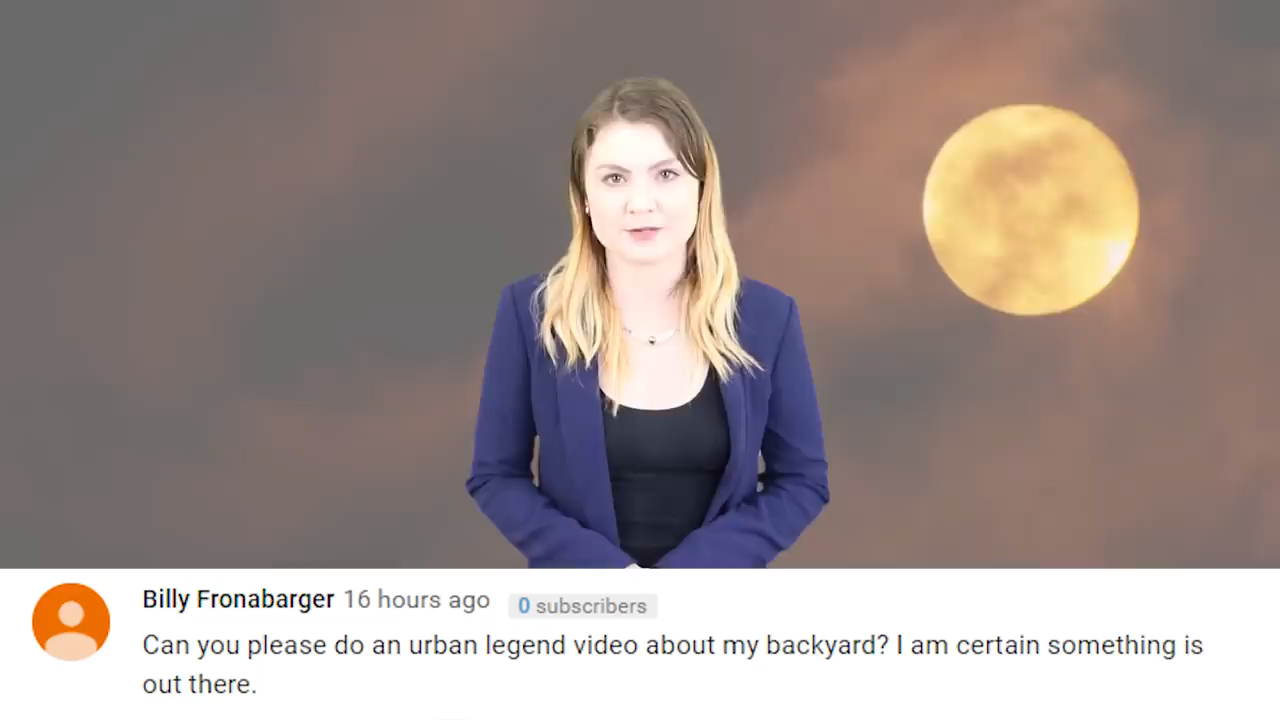 Billy Fronabarger 16 hours ago 0 subscribers
Can you please do an urban legend video about my backyard? I am certain something is
out there.